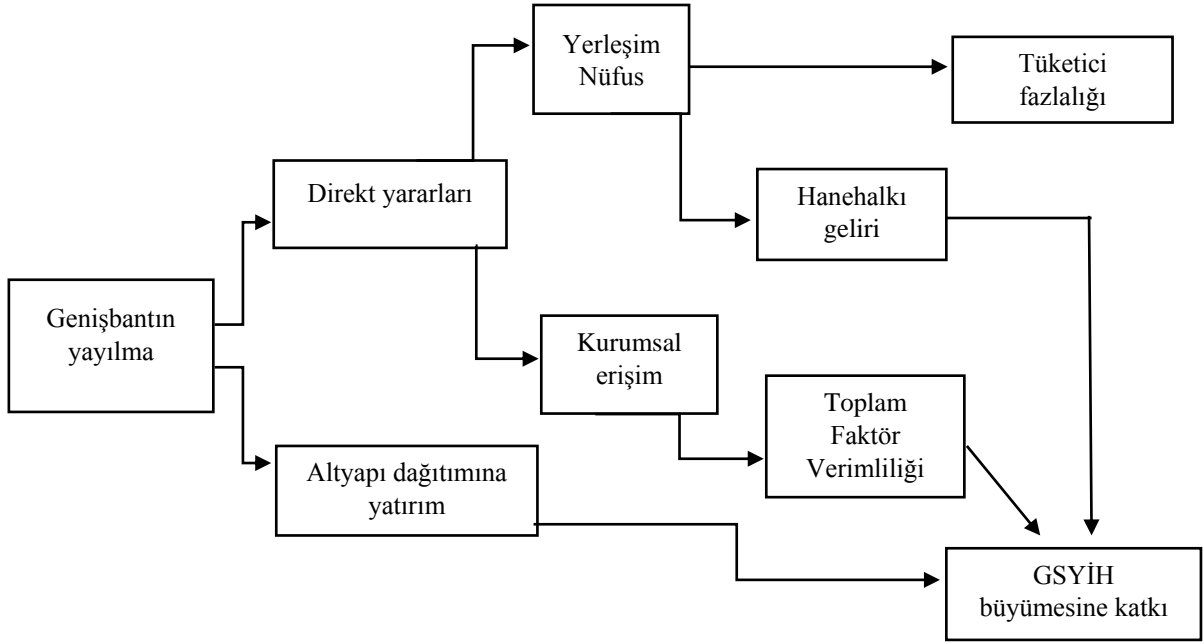 Yerleşim
Nüfus
Tüketici
fazlalığı
Direkt yararları
Hanehalkı
geliri
Genişbantın
yayılma
Kurumsal
erişim
Toplam
Faktör
Verimliliği
Altyapı dağıtımına
yatırım
GSYİH
büyümesine katkı